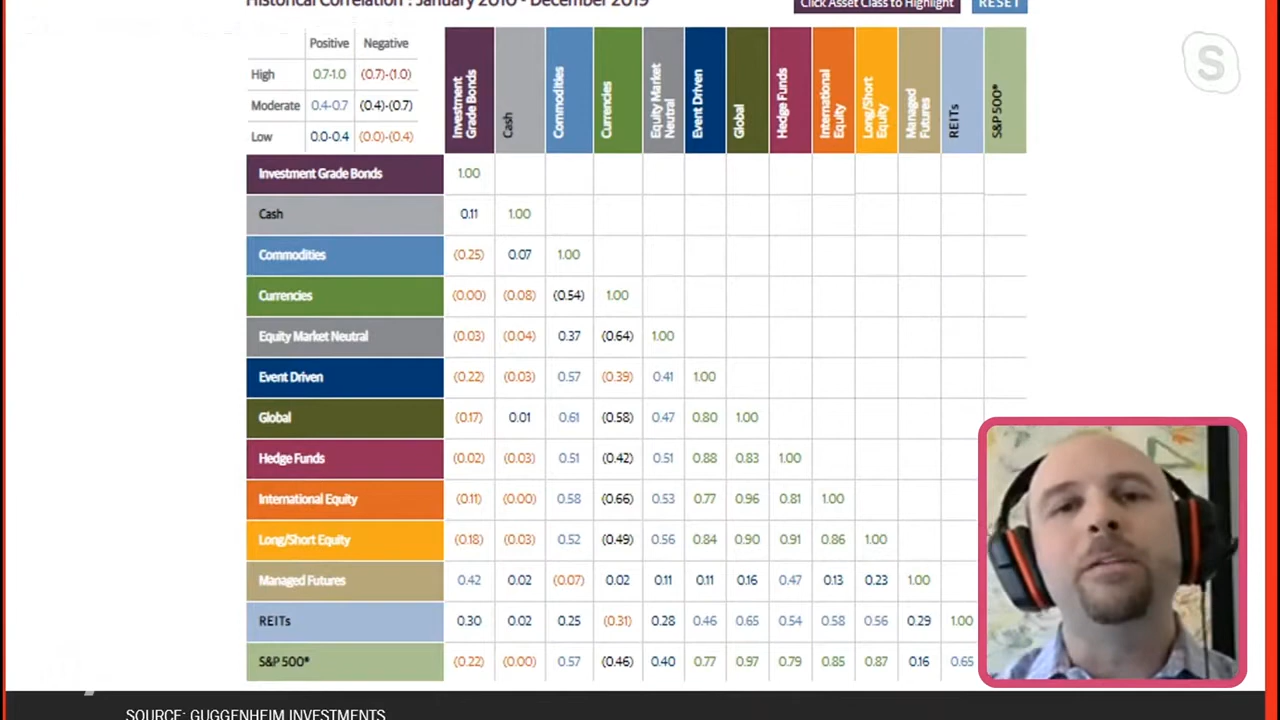 Historical Correlation : January 2010 - December 2019
Click Asset Class to Highlight
RESET
Positive Negative
High 0.7-1.0 (0.7)-(1.0)
Moderate 0.4-0.7 (0.4)-(0.7)
Low 0.0-0.4 (0.0)-(0.4)
Investment Grade Bonds
Cash
Commodities
Currencies
Equity Market Neutral
Event Driven
Global
Hedge Funds
International Equity
Long/Short Equity
Managed Futures
REITs
S&P 500*
S
Investment Grade Bonds 1.00
Cash 0.11 1.00
Commodities (0.25) 0.07 1.00
Currencies (0.00) (0.08) (0.54) 1.00
Equity Market Neutral (0.03) (0.04) 0.37 (0.64) 1.00
Event Driven (0.22) (0.03) 0.57 (0.39) 0.41 1.00
Global (0.17) 0.01 0.61 (0.58) 0.47 0.80 1.00
Hedge Funds (0.02) (0.03) 0.51 (0.42) 0.51 0.88 0.83 1.00
International Equity (0.11) (0.00) 0.58 (0.66) 0.53 0.77 0.96 0.81 1.00
Long/Short Equity (0.18) (0.03) 0.52 (0.49) 0.56 0.84 0.90 0.91 0.86 1.00
Managed Futures 0.42 0.02 (0.07) 0.02 0.11 0.11 0.16 0.47 0.13 0.23 1.00
REITs 0.30 0.02 0.25 (0.31) 0.28 0.46 0.65 0.54 0.58 0.56 0.29 1.00
S&P 500* (0.22) (0.00) 0.57 (0.46) 0.40 0.77 0.97 0.79 0.85 0.87 0.16 0.65
SOURCE: GUGGENHEIM INVESTMENTS